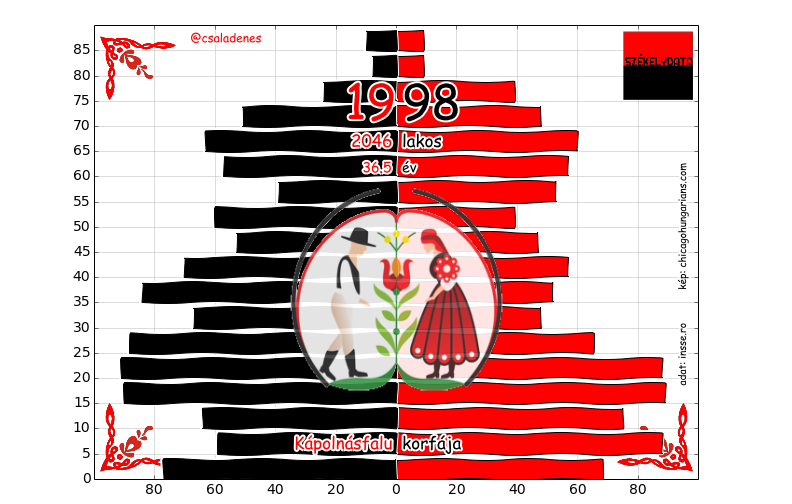 @csaladenes
SZÉKELYDATA
1998
2046 lakos
36.5 év
kép: chicagohungarians.com
adat: insse.ro
Kápolnásfalu korfája
85
80
75
70
65
60
55
50
45
40
35
30
25
20
15
10
5
0
80 60 40 20 0 20 40 60 80